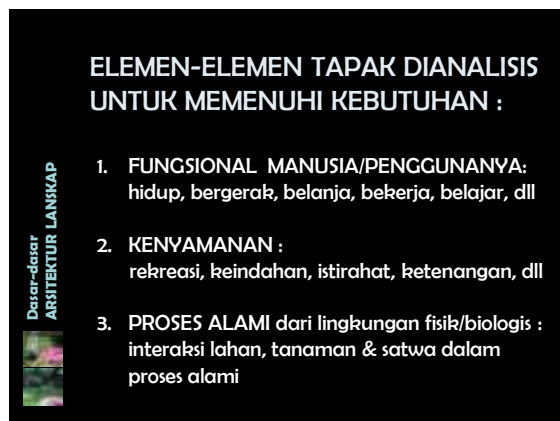 ELEMEN-ELEMEN TAPAK DIANALISIS
UNTUK MEMENUHI KEBUTUHAN :
1. FUNGSIONAL MANUSIA/PENGGUNANYA:
hidup, bergerak, belanja, bekerja, belajar, dll
2. KENYAMANAN :
rekreasi, keindahan, istirahat, ketenangan, dll
3. PROSES ALAMI dari lingkungan fisik/biologis :
interaksi lahan, tanaman & satwa dalam
proses alami
Dasar-dasar
ARSITEKTUR LANSKAP